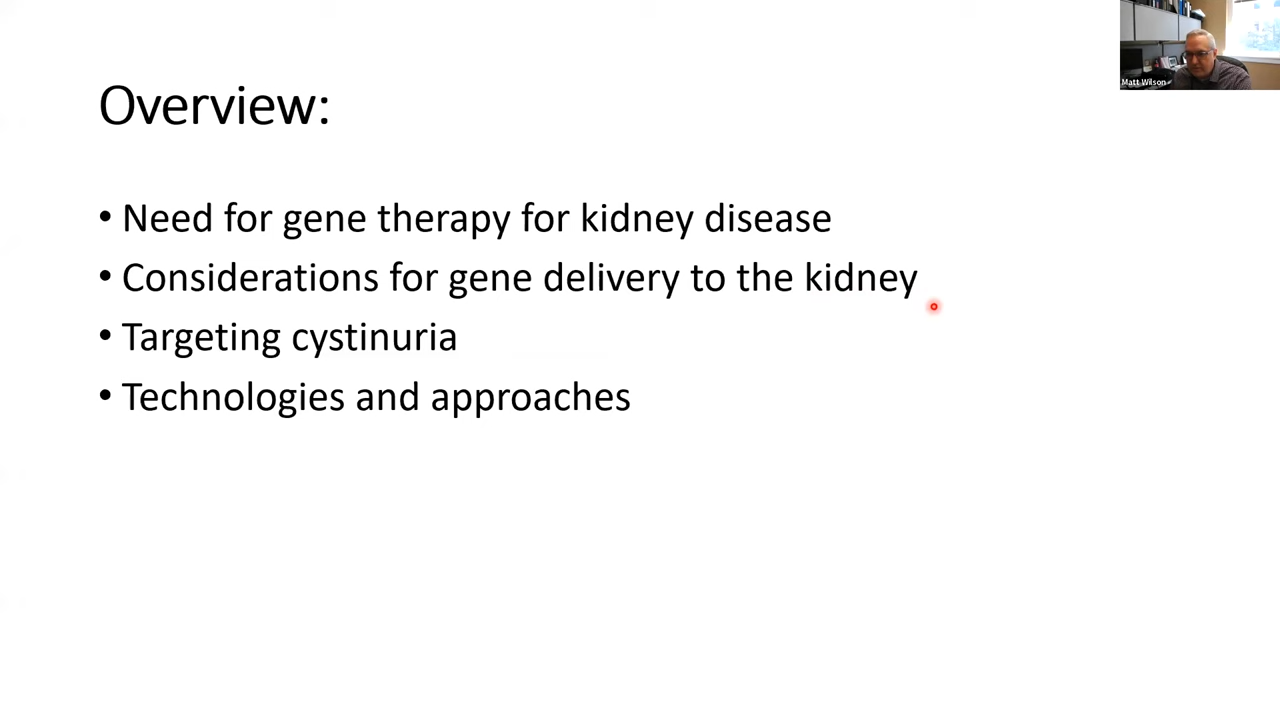 Matt Wilson
Overview:
• Need for gene therapy for kidney disease
• Considerations for gene delivery to the kidney
• Targeting cystinuria
• Technologies and approaches